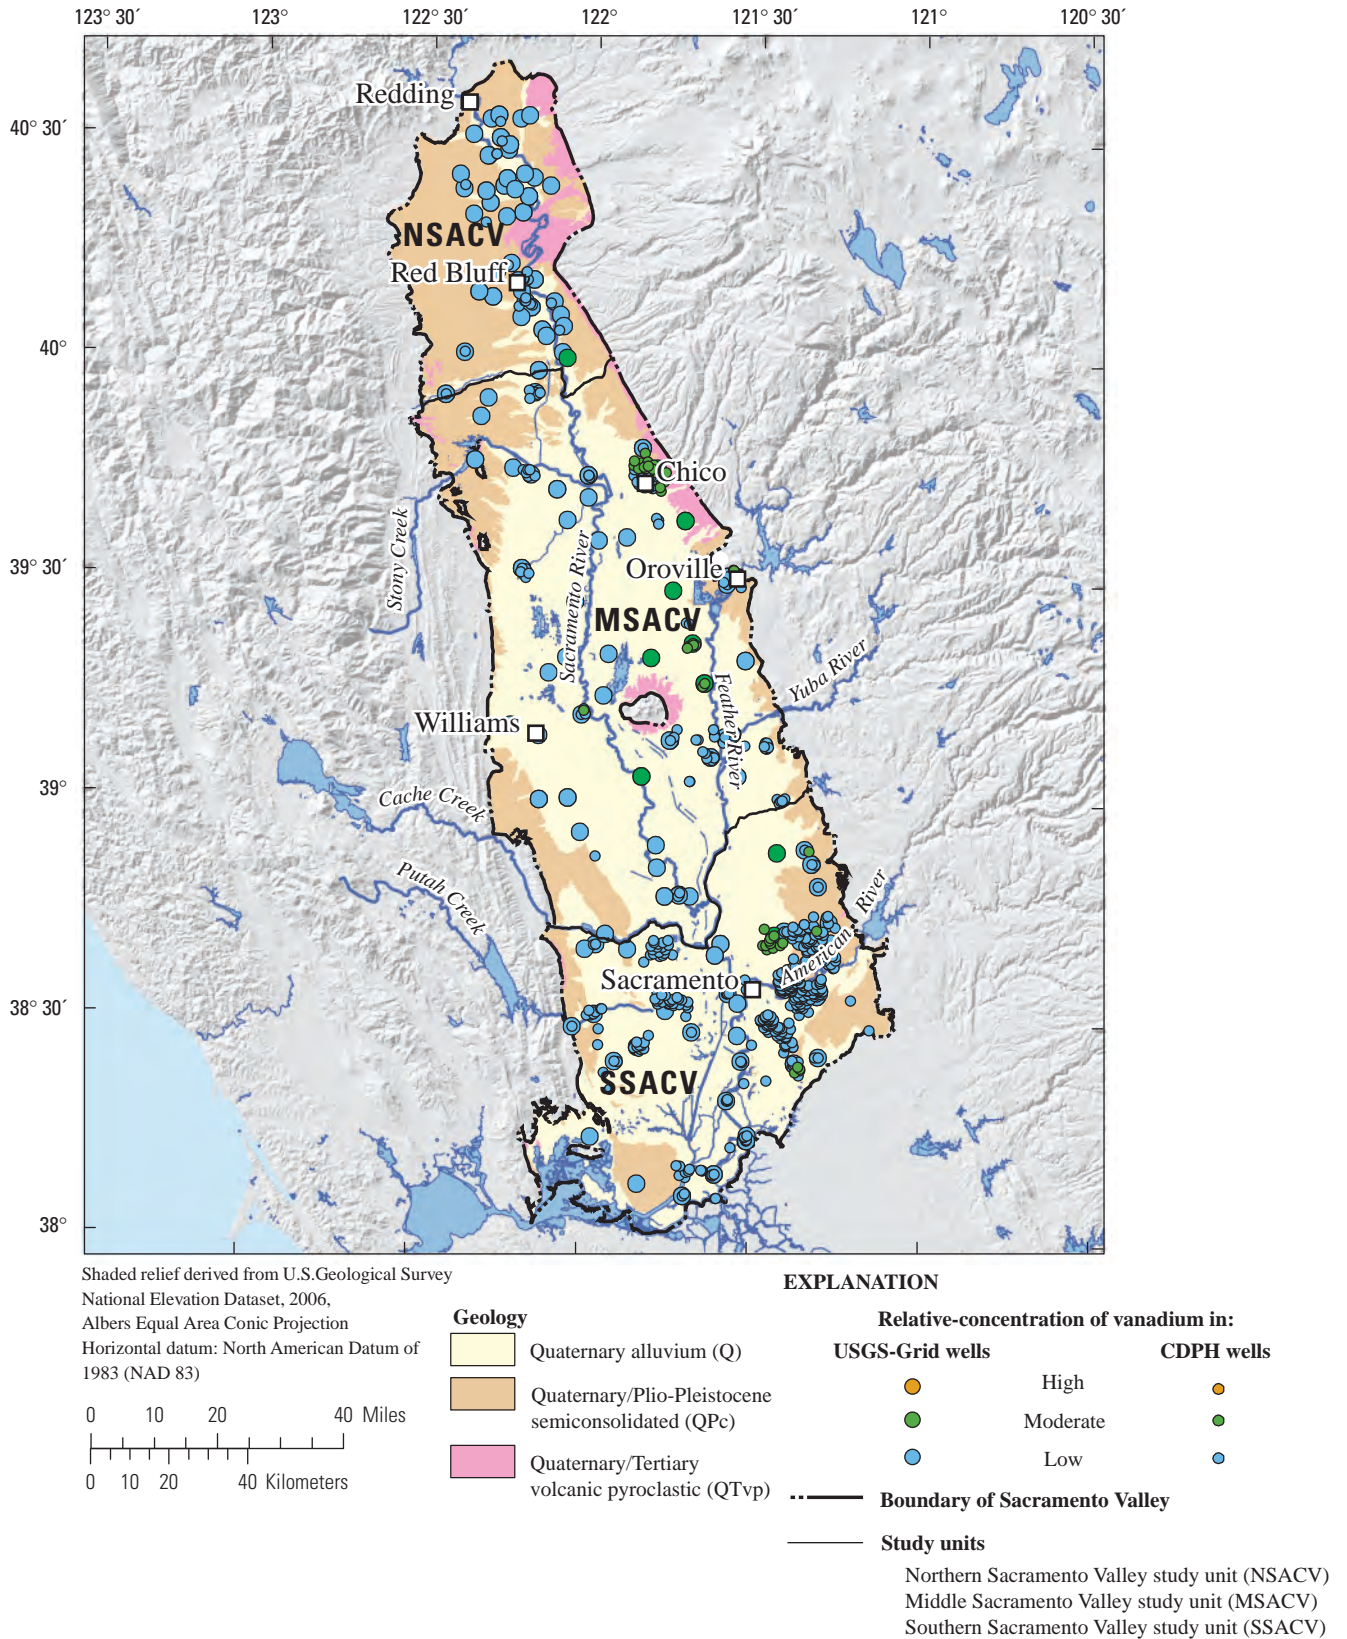 123° 30´ 123° 122° 30´ 122 121° 30´ 121° 120° 30´
Redding
40° 30´
NSACV
Red Bluff
40°
Chico
Stony Creek
Sacramento River
39° 30´
Oroville
MSACV
Yuba River
Feather River
Williams
39°
Cache Creek
Putah Creek
American River
Sacramento
38° 30´
SSACV
38°
Shaded relief derived from U.S.Geological Survey
National Elevation Dataset, 2006,
Albers Equal Area Conic Projection
Horizontal datum: North American Datum of
1983 (NAD 83)
0 10 20 40 Miles
0 10 20 40 Kilometers
EXPLANATION
Geology
Quaternary alluvium (Q)
Quaternary/Plio-Pleistocene
semiconsolidated (QPc)
Quaternary/Tertiary
volcanic pyroclastic (QTvp)
Relative-concentration of vanadium in:
USGS-Grid wells CDPH wells
High
Moderate
Low
Boundary of Sacramento Valley
Study units
Northern Sacramento Valley study unit (NSACV)
Middle Sacramento Valley study unit (MSACV)
Southern Sacramento Valley study unit (SSACV)